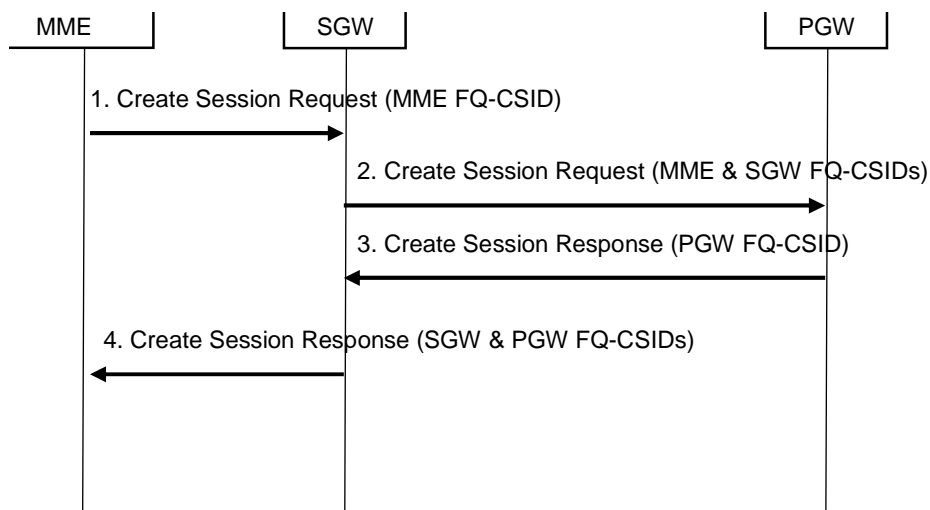 MME
SGW
PGW
1. Create Session Request (MME FQ-CSID)
2. Create Session Request (MME & SGW FQ-CSIDs)
3. Create Session Response (PGW FQ-CSID)
4. Create Session Response (SGW & PGW FQ-CSIDs)